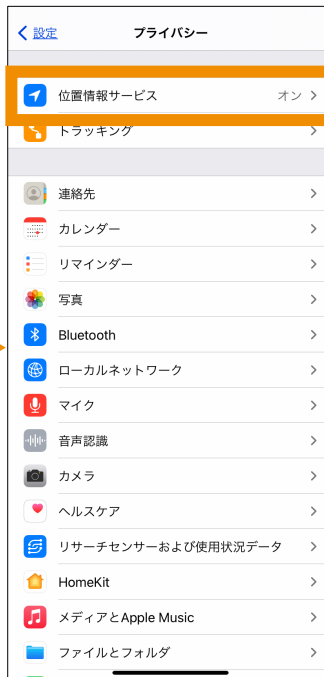 設定 プライバシー
位置情報サービス オン
トラッキング
連絡先
カレンダー
リマインダー
写真
Bluetooth
ローカルネットワーク
マイク
音声認識
カメラ
ヘルスケア
リサーチセンサーおよび使用状況データ
HomeKit
メディアとApple Music
ファイルとフォルダ